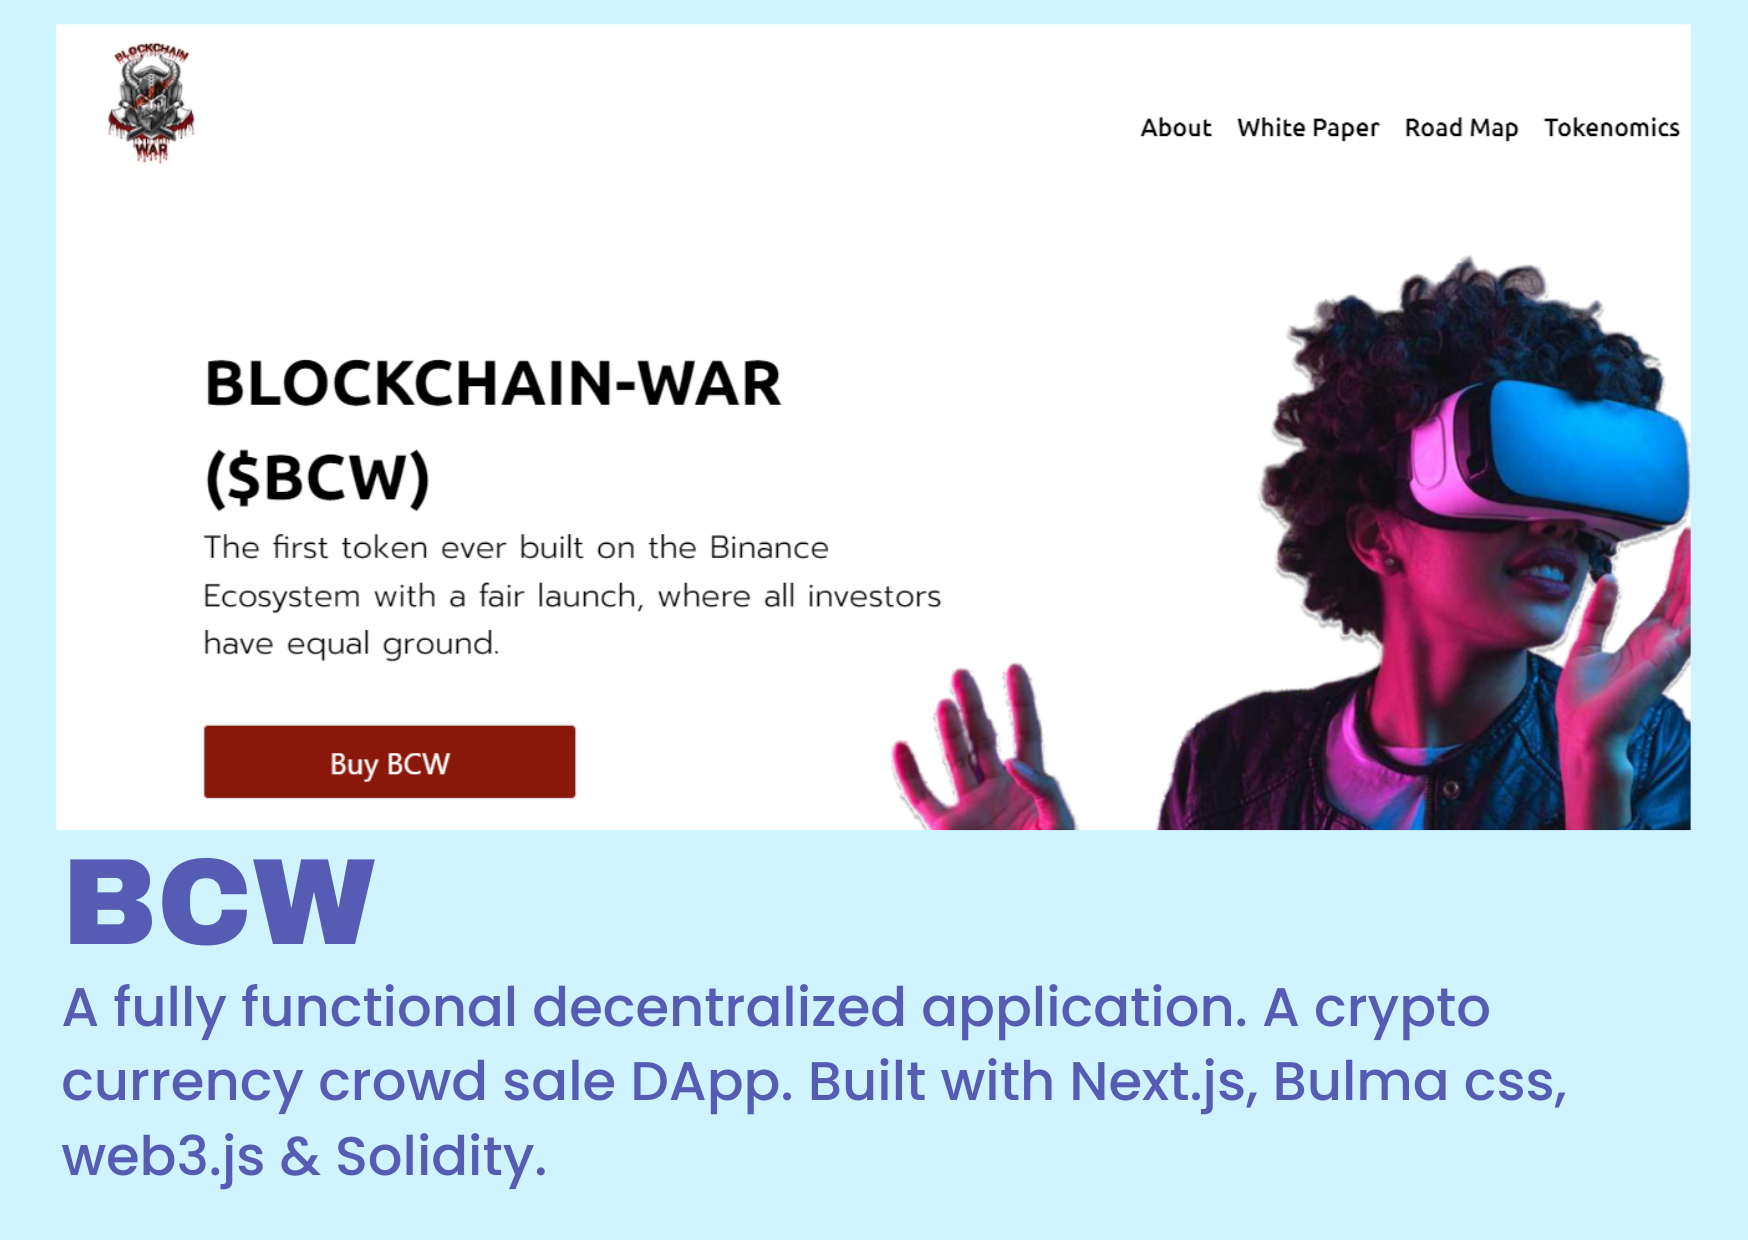 BLOCKCHAIN
WAR
About White Paper Road Map Tokenomics
BLOCKCHAIN-WAR
($BCW)
The first token ever built on the Binance
Ecosystem with a fair launch, where all investors
have equal ground.
Buy BCW
BCW
A fully functional decentralized application. A crypto
currency crowd sale DApp. Built with Next.js, Bulma css,
web3.js & Solidity.